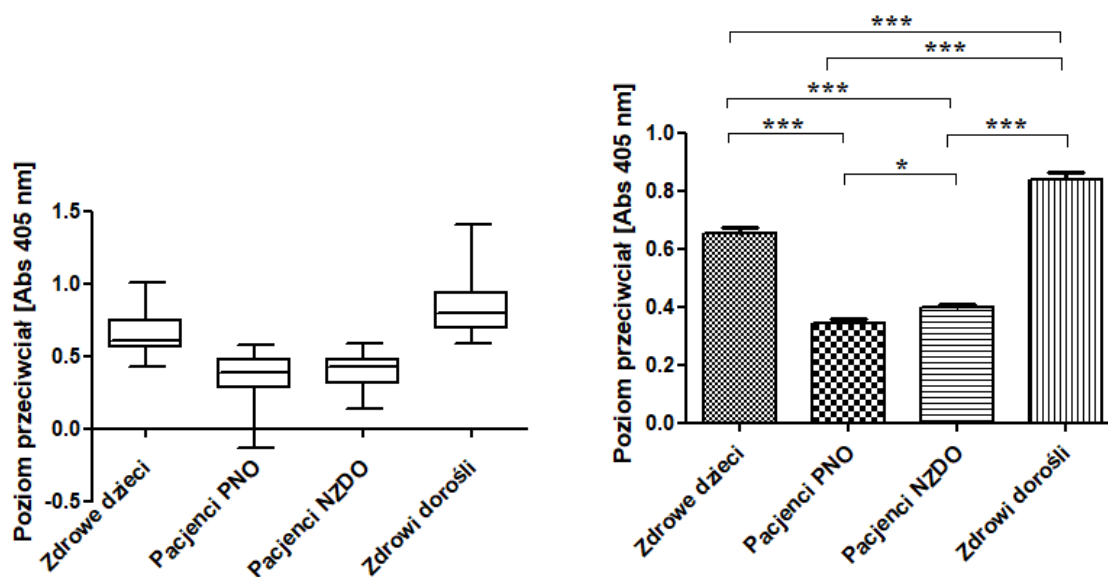 Poziom przeciwciał [Abs 405 nm]
1.5
1.0
0.5
0.0
-0.5
Zdrowe dzieci
Pacjenci PNO
Pacjenci NZDO
Zdrowi dorośli
***
***
***
***
***
*
Poziom przeciwciał [Abs 405 nm]
1.0
0.8
0.6
0.4
0.2
0.0
Zdrowe dzieci
Pacjenci PNO
Pacjenci NZDO
Zdrowi dorośli